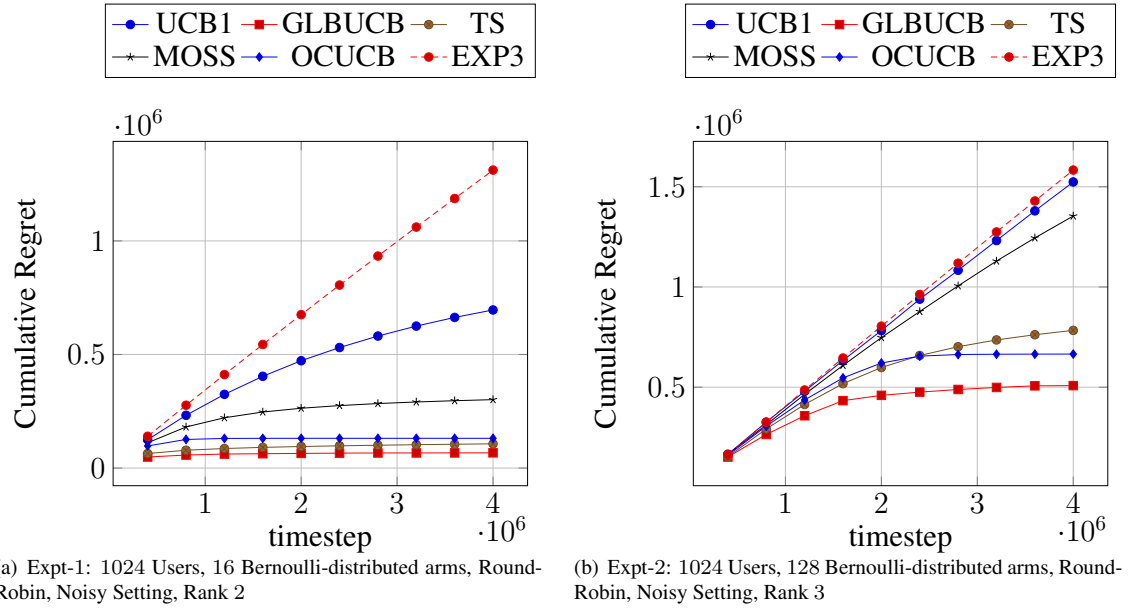 UCB1 GLBUCB TS
MOSS OCUCB EXP3
·10^6
Cumulative Regret
1
0.5
0
1 2 3 4
timestep ·10^6
(a) Expt-1: 1024 Users, 16 Bernoulli-distributed arms, Round-
Robin, Noisy Setting, Rank 2
UCB1 GLBUCB TS
MOSS OCUCB EXP3
·10^6
Cumulative Regret
1.5
1
0.5
1 2 3 4
timestep ·10^6
(b) Expt-2: 1024 Users, 128 Bernoulli-distributed arms, Round-
Robin, Noisy Setting, Rank 3